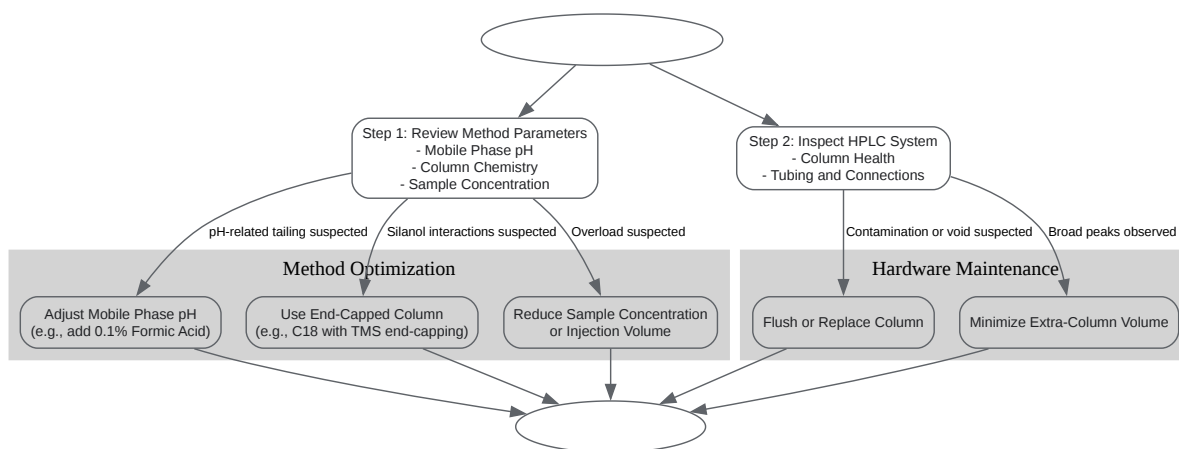 Step 1: Review Method Parameters
- Mobile Phase pH
- Column Chemistry
- Sample Concentration
Step 2: Inspect HPLC System
- Column Health
- Tubing and Connections
pH-related tailing suspected
Silanol interactions suspected
Overload suspected
Contamination or void suspected
Broad peaks observed
Method Optimization
Hardware Maintenance
Adjust Mobile Phase pH
(e.g., add 0.1% Formic Acid)
Use End-Capped Column
(e.g., C18 with TMS end-capping)
Reduce Sample Concentration
or Injection Volume
Flush or Replace Column
Minimize Extra-Column Volume